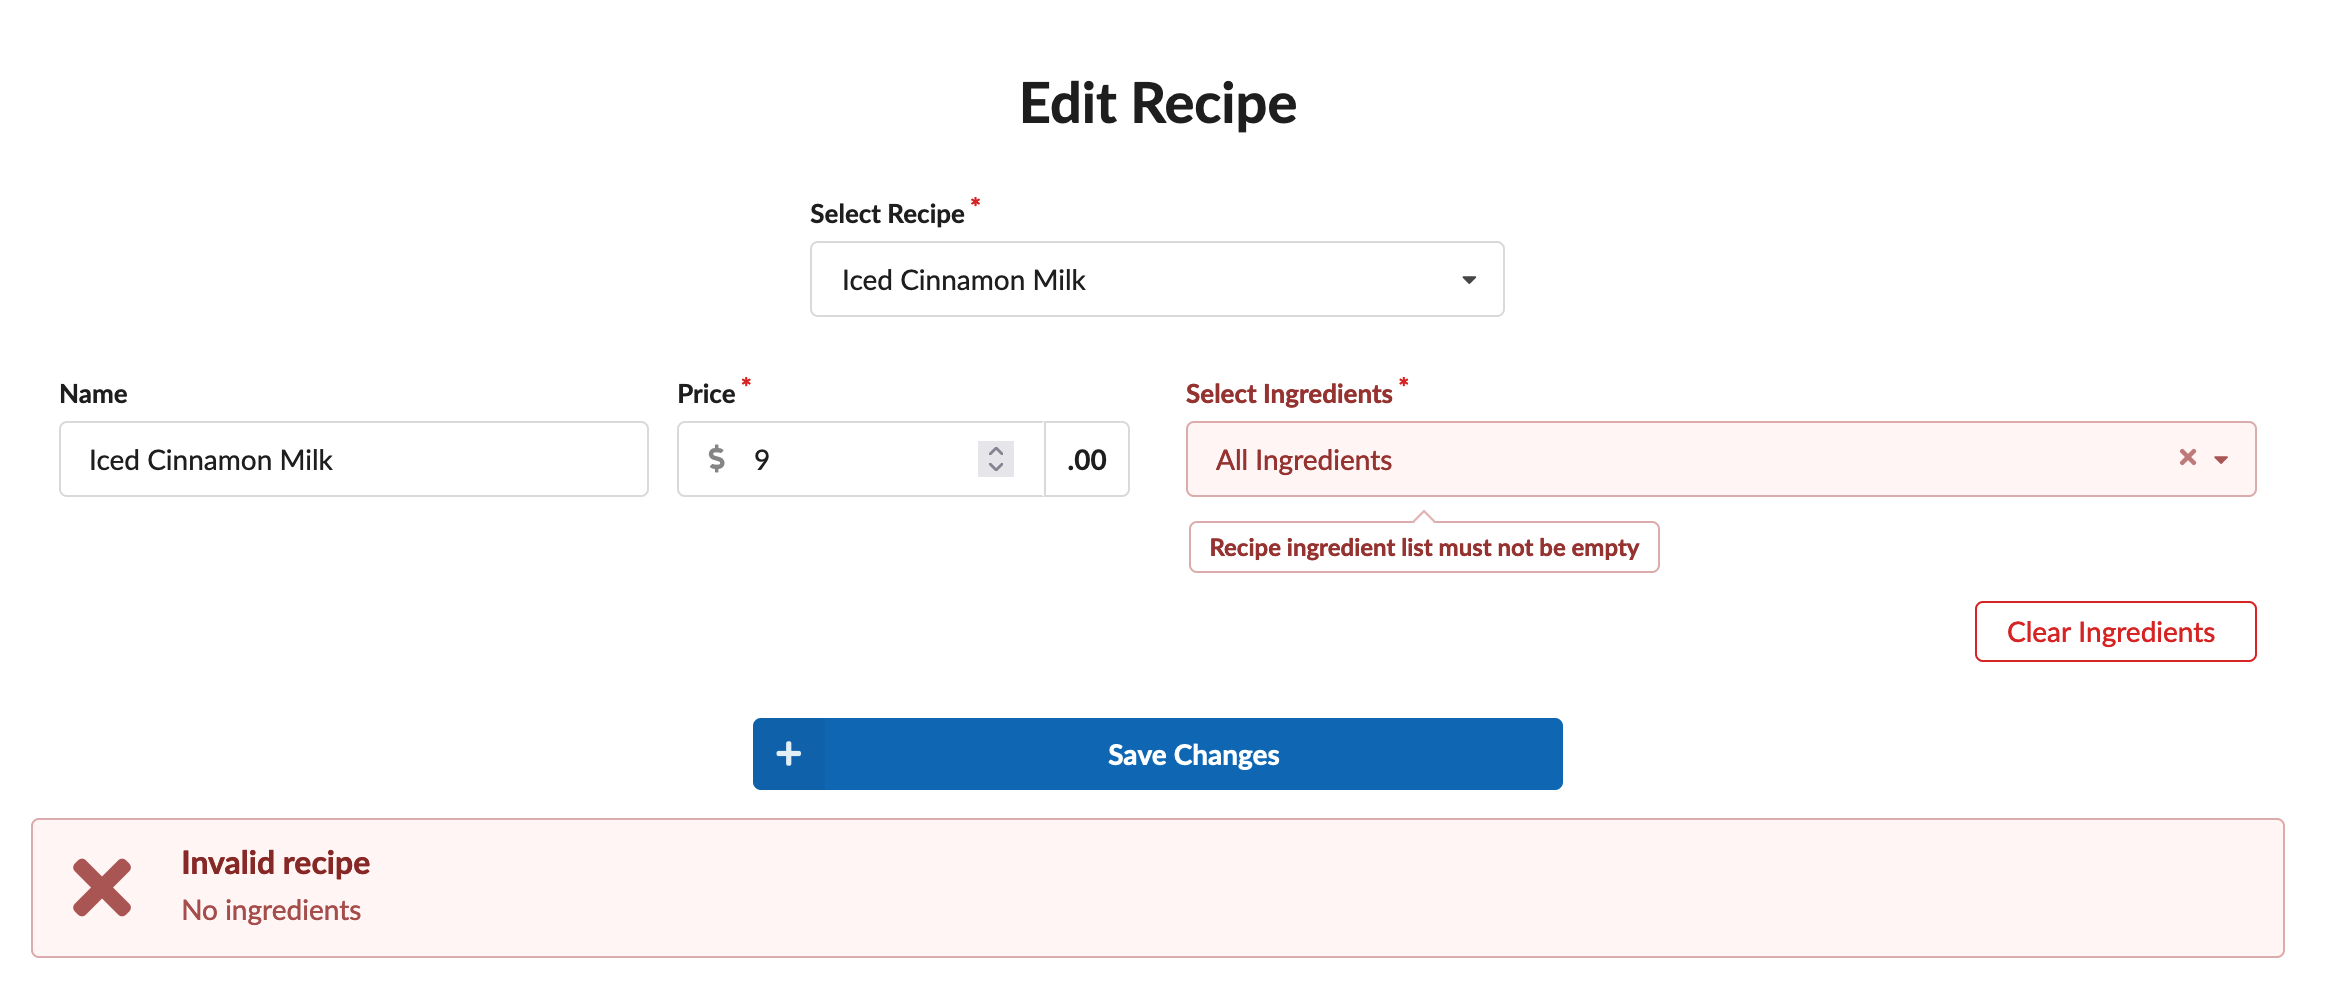 Edit Recipe
Select Recipe *
Iced Cinnamon Milk
Name
Price *
Select Ingredients *
Iced Cinnamon Milk
$ 9 .00
All Ingredients
Recipe ingredient list must not be empty
Clear Ingredients
+ Save Changes
Invalid recipe
No ingredients